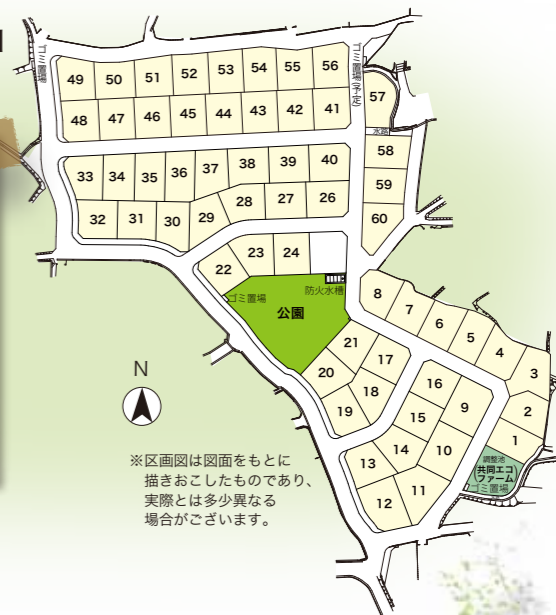 ゴミ置場
ゴミ置場(予定)
49 50 51 52 53 54 55 56
57
48 47 46 45 44 43 42 41
水路
58
33 34 35 36 37 38 39 40
59
32 31 30 29 28 27 26
60
22 23 24
防火水槽
ゴミ置場
公園
8 7 6 5 4 3
21 17
20 18
19
16 9 2
15 1
14 10
13
12 11
調整池
共同エコ
ファーム
ゴミ置場
N
※区画図は図面をもとに
描きおこしたものであり、
実際とは多少異なる
場合がございます。